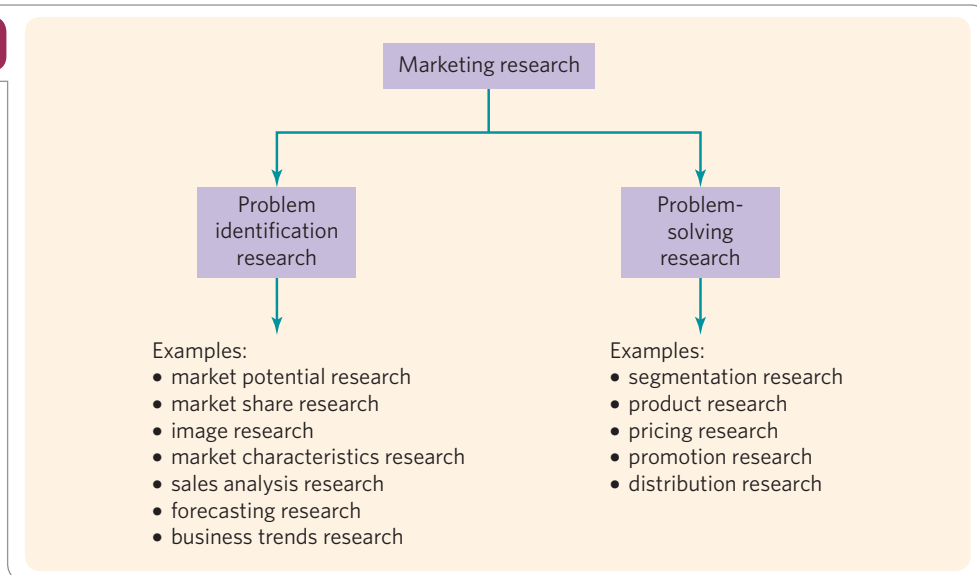 Marketing research
Problem
identification
research
Problem-
solving
research
Examples:
• market potential research
• market share research
• image research
• market characteristics research
• sales analysis research
• forecasting research
• business trends research
Examples:
• segmentation research
• product research
• pricing research
• promotion research
• distribution research